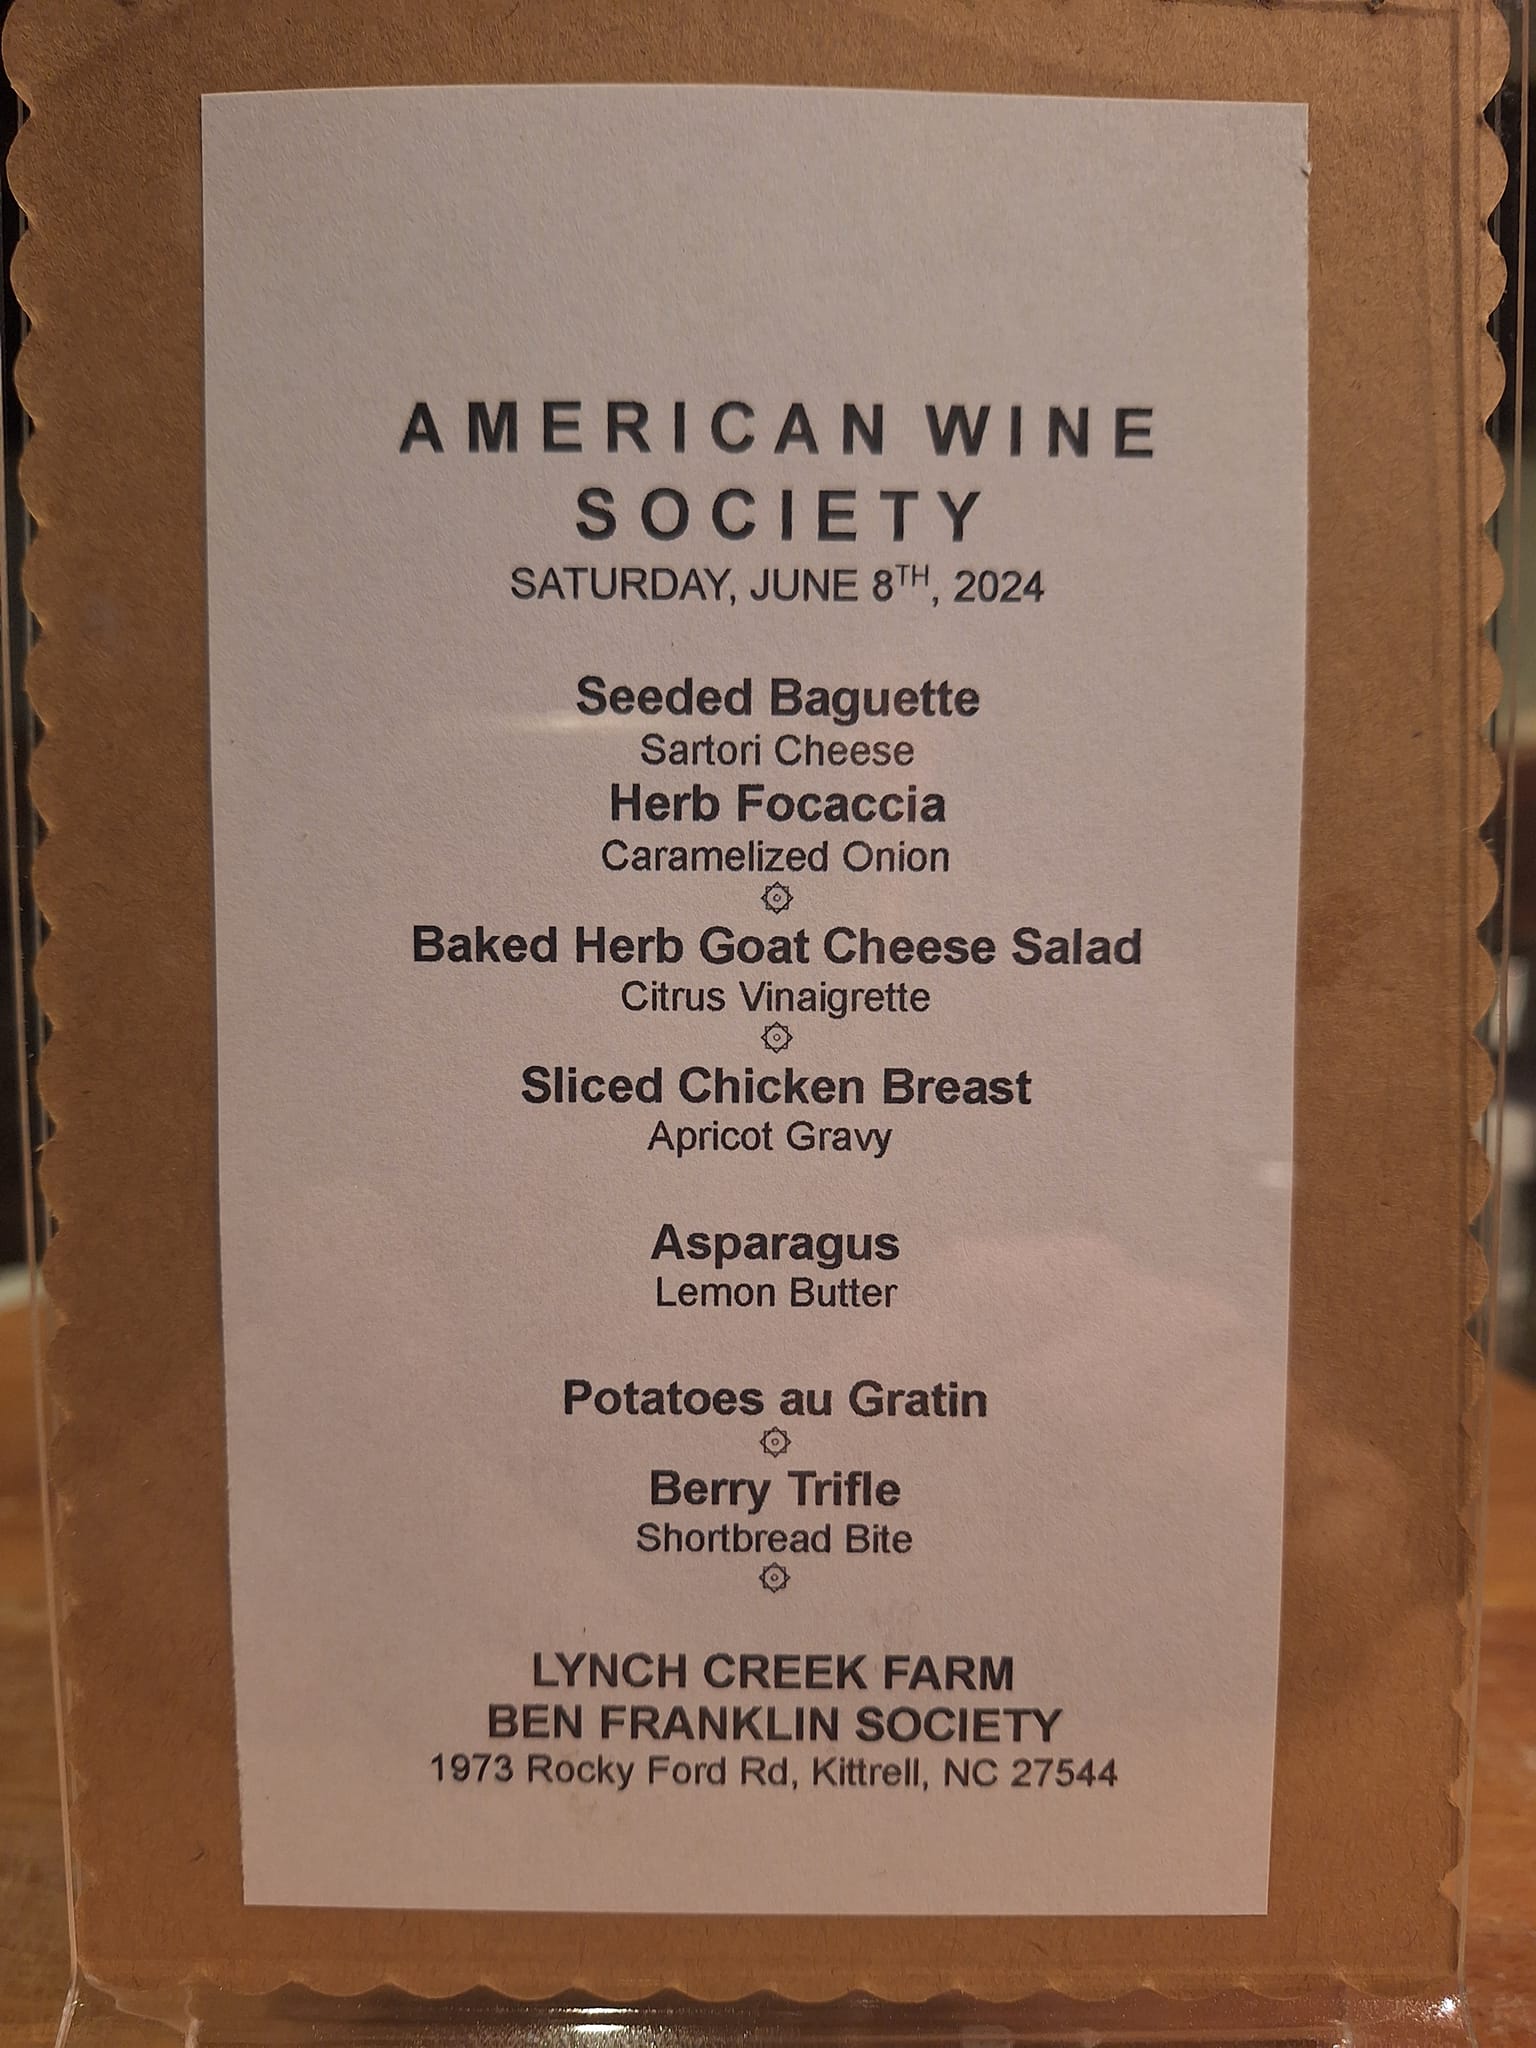 AMERICAN WINE
SOCIETY
SATURDAY, JUNE 8TH, 2024
Seeded Baguette
Sartori Cheese
Herb Focaccia
Caramelized Onion
Baked Herb Goat Cheese Salad
Citrus Vinaigrette
Sliced Chicken Breast
Apricot Gravy
Asparagus
Lemon Butter
Potatoes au Gratin
Berry Trifle
Shortbread Bite
LYNCH CREEK FARM
BEN FRANKLIN SOCIETY
1973 Rocky Ford Rd, Kittrell, NC 27544